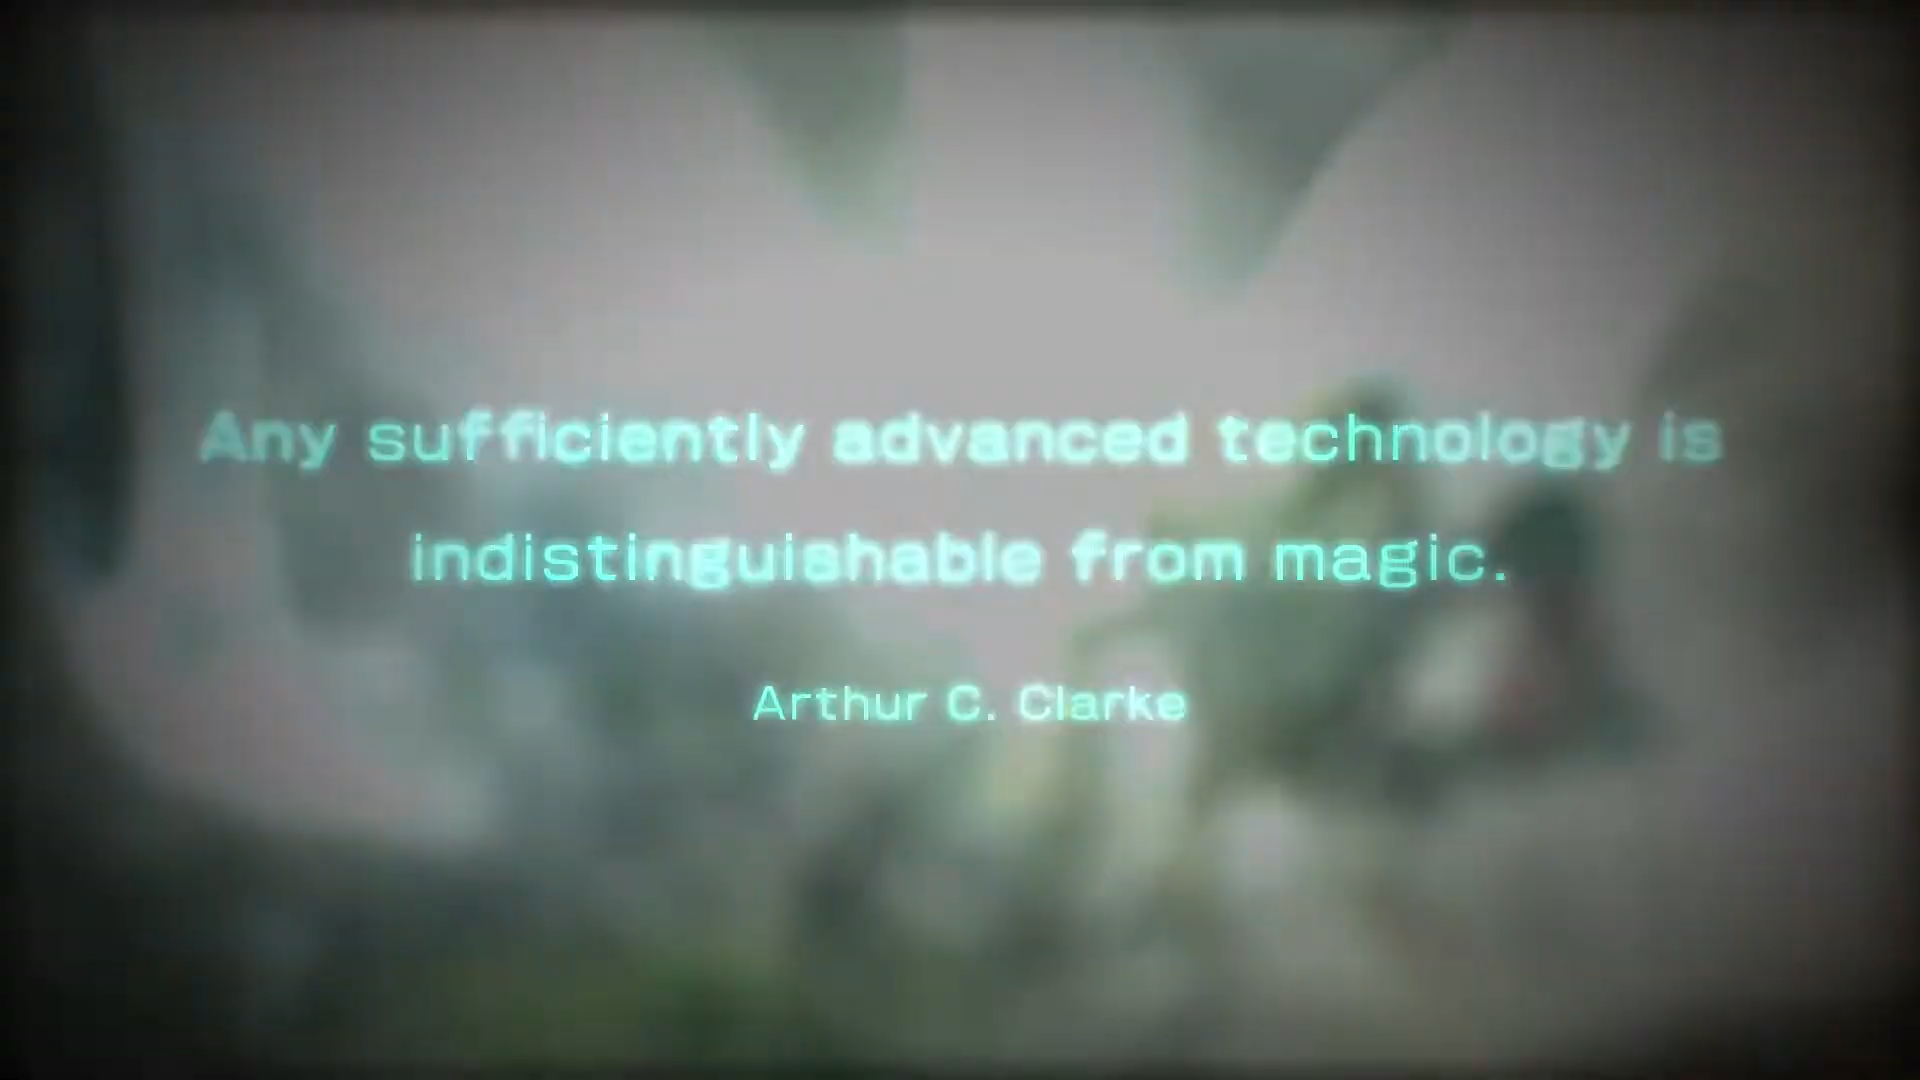 Any sufficiently advanced technology is
indistinguishable from magic.
Arthur C. Clarke